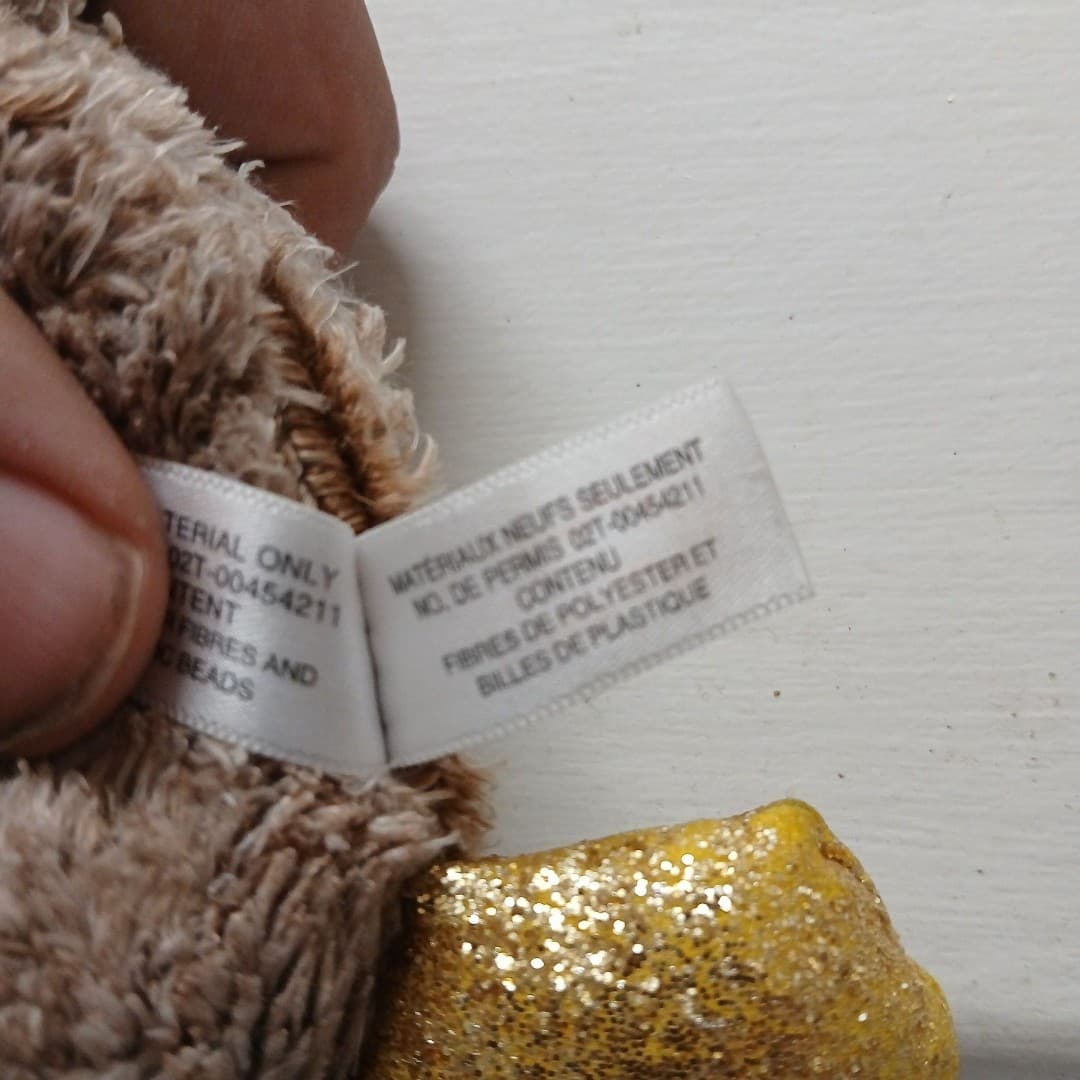 TERIAL ONLY
02T-00454211
TENT
FIBRES AND
BEADS
MATÉRIAUX NEUFS SEULEMENT
NO. DE PERMIS 02T-00454211
CONTENU
FIBRES DE POLYESTER ET
BILLES DE PLASTIQUE